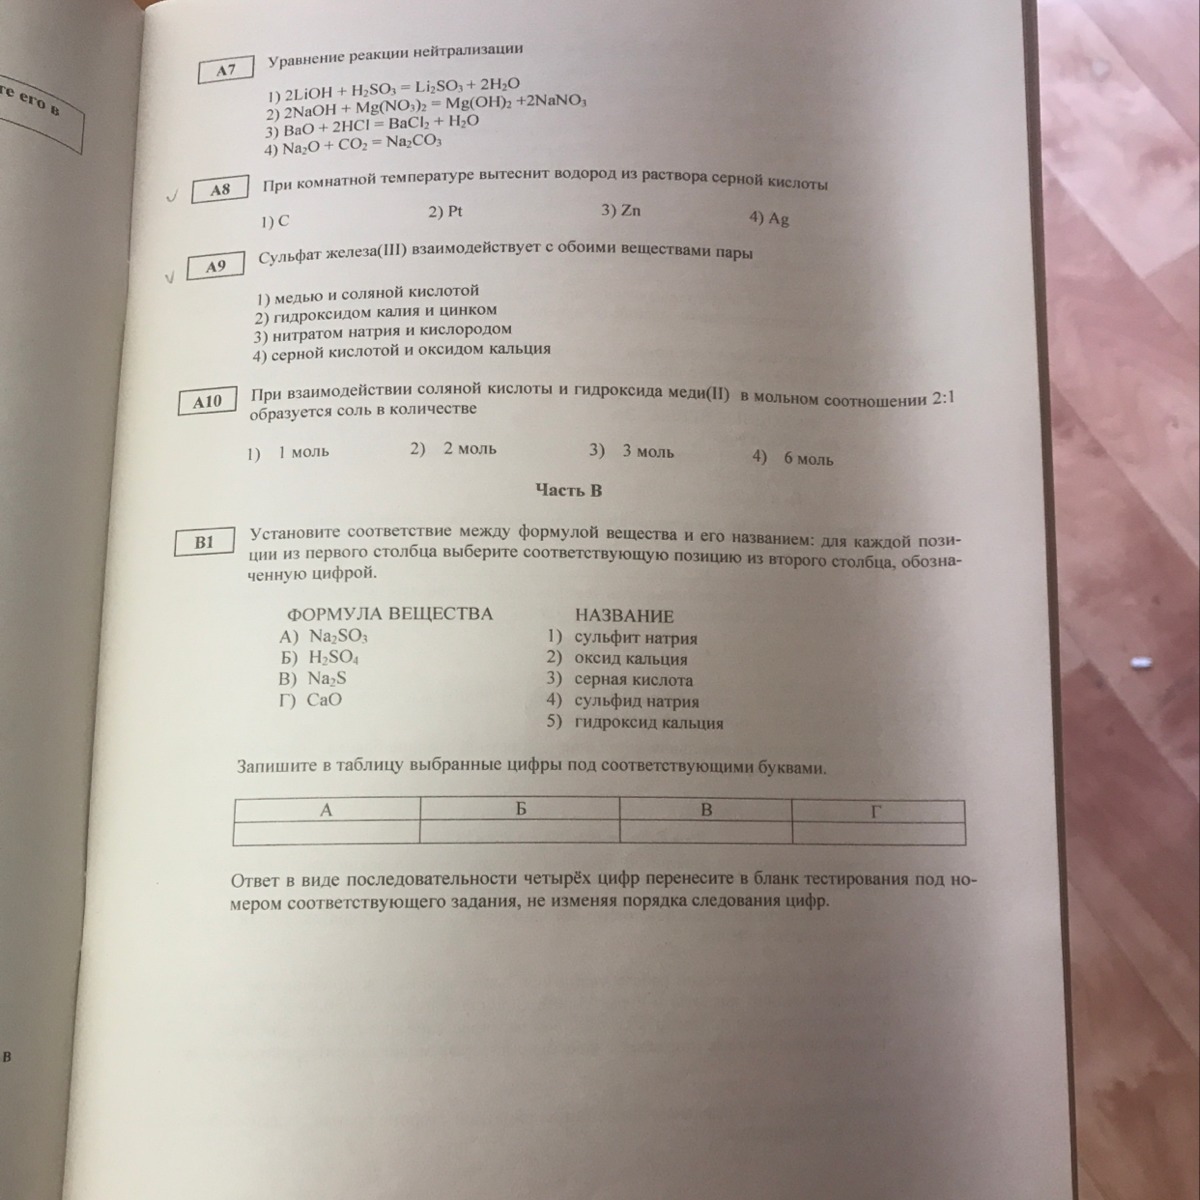 те его в
А7 Уравнение реакции нейтрализации
1) 2LiOH + H₂SO₃ = Li₂SO₃ + 2H₂O
2) 2NaOH + Mg(NO₃)₂ = Mg(OH)₂ +2NaNO₃
3) BaO + 2HCl = BaCl₂ + H₂O
4) Na₂O + CO₂ = Na₂CO₃
А8 При комнатной температуре вытеснит водород из раствора серной кислоты
1) C 2) Pt 3) Zn 4) Ag
А9 Сульфат железа(III) взаимодействует с обоими веществами пары
1) медью и соляной кислотой
2) гидроксидом калия и цинком
3) нитратом натрия и кислородом
4) серной кислотой и оксидом кальция
А10 При взаимодействии соляной кислоты и гидроксида меди(II) в мольном соотношении 2:1
образуется соль в количестве
1) 1 моль 2) 2 моль 3) 3 моль 4) 6 моль
Часть В
В1 Установите соответствие между формулой вещества и его названием: для каждой пози-
ции из первого столбца выберите соответствующую позицию из второго столбца, обозна-
ченную цифрой.
ФОРМУЛА ВЕЩЕСТВА НАЗВАНИЕ
А) Na₂SO₃ 1) сульфит натрия
Б) H₂SO₄ 2) оксид кальция
В) Na₂S 3) серная кислота
Г) CaO 4) сульфид натрия
5) гидроксид кальция
Запишите в таблицу выбранные цифры под соответствующими буквами.
А Б В Г
Ответ в виде последовательности четырёх цифр перенесите в бланк тестирования под но-
мером соответствующего задания, не изменяя порядка следования цифр.
В